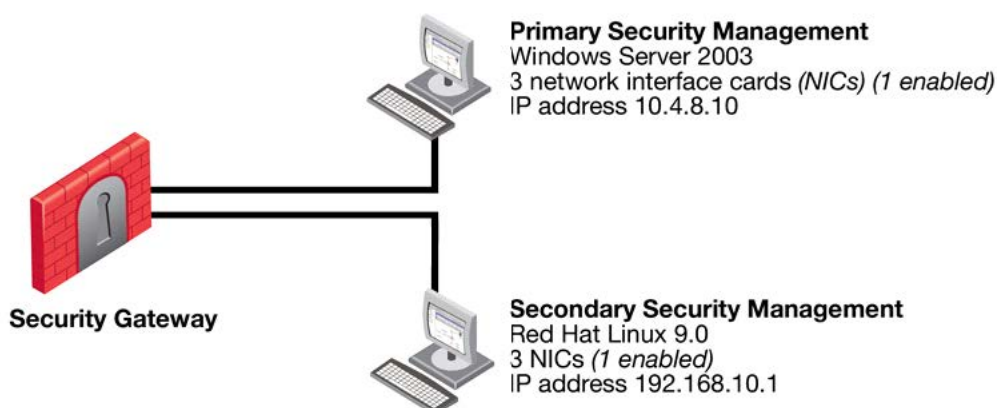 Primary Security Management
Windows Server 2003
3 network interface cards (NICs) (1 enabled)
IP address 10.4.8.10
Security Gateway
Secondary Security Management
Red Hat Linux 9.0
3 NICs (1 enabled)
IP address 192.168.10.1